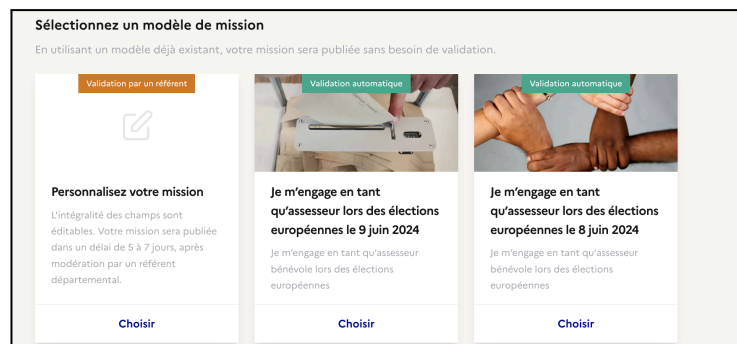 Sélectionnez un modèle de mission
En utilisant un modèle déjà existant, votre mission sera publiée sans besoin de validation.
Validation par un référent
Personnalisez votre mission
L'intégralité des champs sont
éditables. Votre mission sera publiée
dans un délai de 5 à 7 jours, après
modération par un référent
départemental.
Choisir
Validation automatique
Je m'engage en tant
qu'assesseur lors des élections
européennes le 9 juin 2024
Je m'engage en tant qu'assesseur
bénévole lors des élections
européennes
Choisir
Validation automatique
Je m'engage en tant
qu'assesseur lors des élections
européennes le 8 juin 2024
Je m'engage en tant qu'assesseur
bénévole lors des élections
européennes
Choisir